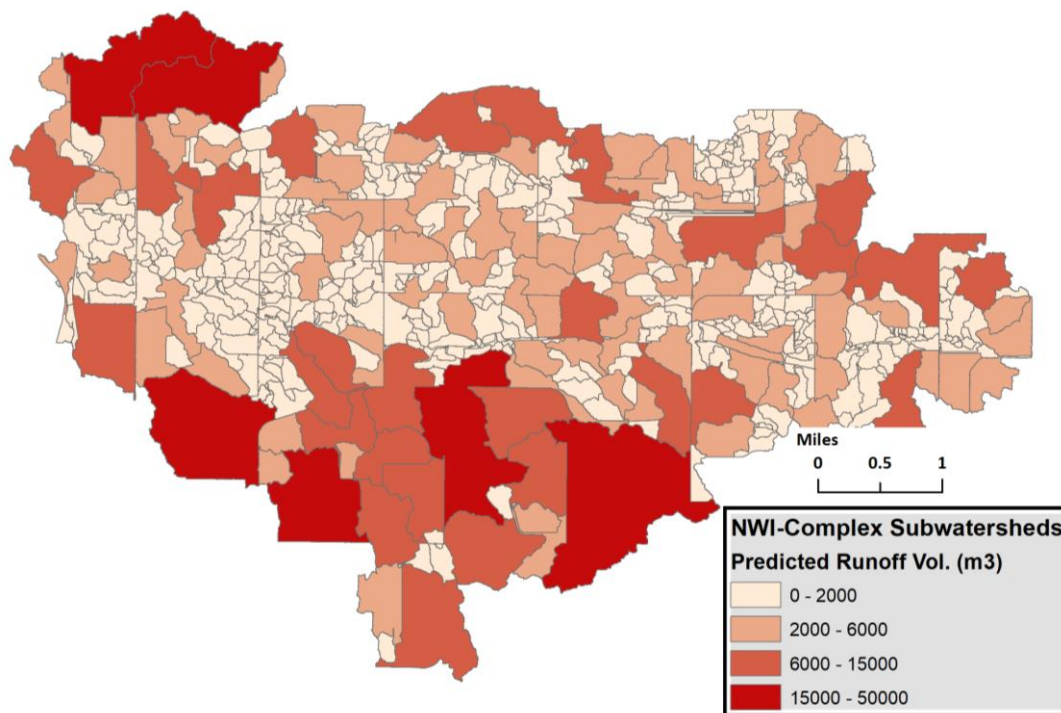 Miles
0 0.5 1
NWI-Complex Subwatersheds
Predicted Runoff Vol. (m3)
0 - 2000
2000 - 6000
6000 - 15000
15000 - 50000